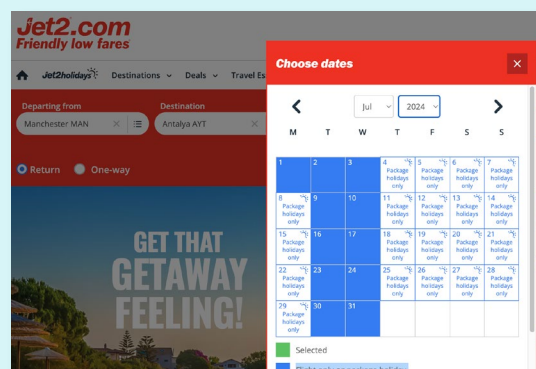 Jet2.com
Friendly low fares
Jet2holidays Destinations Deals Travel Es
Departing from Destination
Manchester MAN Antalya AYT
Return One-way
GET THAT
GETAWAY
FEELING!
Choose dates
Jul 2024
M T W T F S S
1 2 3 4 5 6 7
Package Package Package Package
holidays holidays holidays holidays
only only only only
8 9 10 11 12 13 14
Package Package Package Package Package
holidays holidays holidays holidays holidays
only only only only only
15 16 17 18 19 20 21
Package Package Package Package Package
holidays holidays holidays holidays holidays
only only only only only
22 23 24 25 26 27 28
Package Package Package Package Package
holidays holidays holidays holidays holidays
only only only only only
29 30 31
Package
holidays
only
Selected